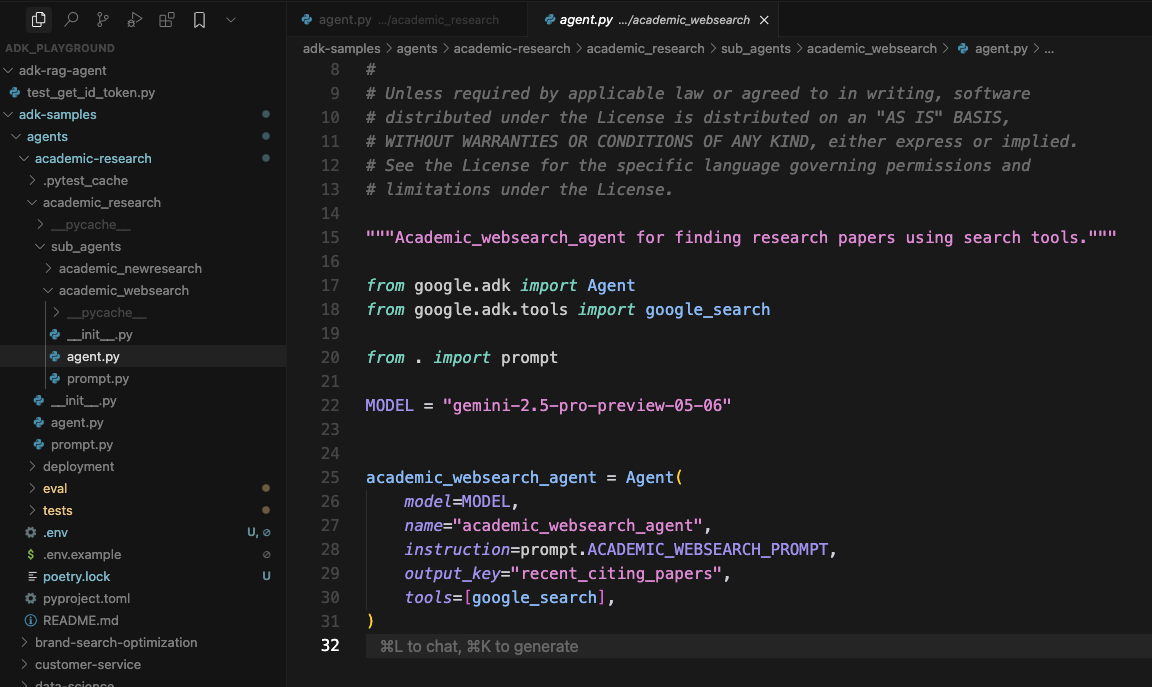 agent.py .../academic_research
agent.py .../academic_websearch
ADK_PLAYGROUND
adk-rag-agent
test_get_id_token.py
adk-samples
agents
academic-research
.pytest_cache
academic_research
__pycache__
sub_agents
academic_newresearch
academic_websearch
__pycache__
__init__.py
agent.py
prompt.py
__init__.py
agent.py
prompt.py
deployment
eval
tests
.env U,
.env.example
poetry.lock U
pyproject.toml
README.md
brand-search-optimization
customer-service
data-science
adk-samples > agents > academic-research > academic_research > sub_agents > academic_websearch > agent.py > ...
8 #
9 # Unless required by applicable law or agreed to in writing, software
10 # distributed under the License is distributed on an "AS IS" BASIS,
11 # WITHOUT WARRANTIES OR CONDITIONS OF ANY KIND, either express or implied.
12 # See the License for the specific language governing permissions and
13 # limitations under the License.
14
15 """Academic_websearch_agent for finding research papers using search tools."""
16
17 from google.adk import Agent
18 from google.adk.tools import google_search
19
20 from . import prompt
21
22 MODEL = "gemini-2.5-pro-preview-05-06"
23
24
25 academic_websearch_agent = Agent(
26 model=MODEL,
27 name="academic_websearch_agent",
28 instruction=prompt.ACADEMIC_WEBSEARCH_PROMPT,
29 output_key="recent_citing_papers",
30 tools=[google_search],
31 )
32 ⌘L to chat, ⌘K to generate